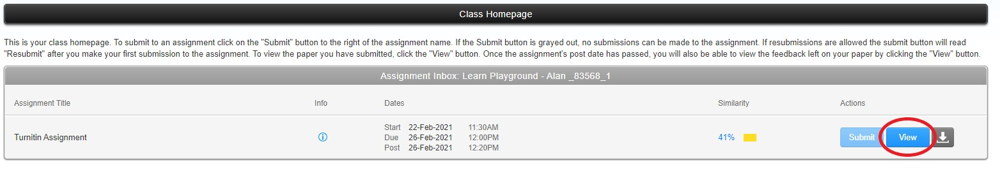 Class Homepage
This is your class homepage. To submit to an assignment click on the "Submit" button to the right of the assignment name. If the Submit button is grayed out, no submissions can be made to the assignment. If resubmissions are allowed the submit button will read
"Resubmit" after you make your first submission to the assignment. To view the paper you have submitted, click the "View" button. Once the assignment's post date has passed, you will also be able to view the feedback left on your paper by clicking the "View" button.
Assignment Inbox: Learn Playground - Alan _83568_1
Assignment Title Info Dates Similarity Actions
Start 22-Feb-2021 11:30AM
Turnitin Assignment Due 26-Feb-2021 12:00PM 41% Submit View
Post 26-Feb-2021 12:20PM